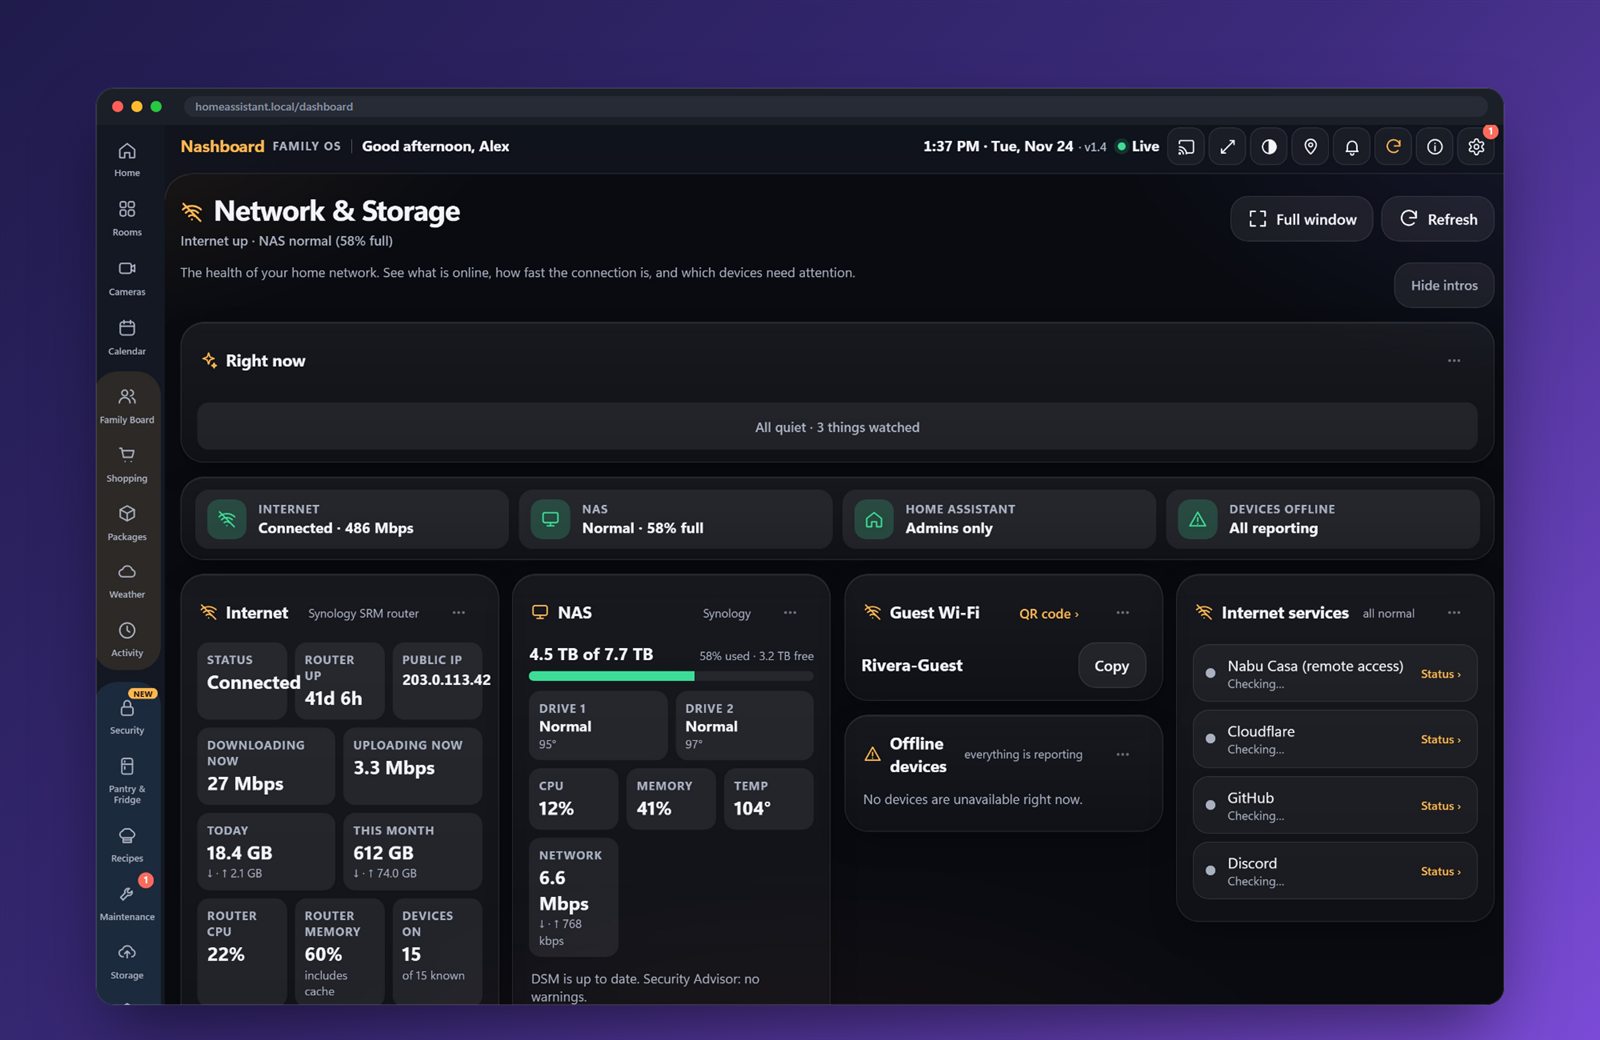 homeassistant.local/dashboard
Nashboard FAMILY OS Good afternoon, Alex
1:37 PM · Tue, Nov 24 · v1.4 Live
1
Home
Rooms
Cameras
Calendar
Family Board
Shopping
Packages
Weather
Activity
NEW
Security
Pantry &
Fridge
Recipes
1
Maintenance
Storage
Network & Storage
Internet up · NAS normal (58% full)
The health of your home network. See what is online, how fast the connection is, and which devices need attention.
Full window
Refresh
Hide intros
Right now
All quiet · 3 things watched
INTERNET
Connected · 486 Mbps
NAS
Normal · 58% full
HOME ASSISTANT
Admins only
DEVICES OFFLINE
All reporting
Internet Synology SRM router
STATUS
Connected
ROUTER
UP
41d 6h
PUBLIC IP
203.0.113.42
DOWNLOADING
NOW
27 Mbps
UPLOADING NOW
3.3 Mbps
TODAY
18.4 GB
↓ · ↑ 2.1 GB
THIS MONTH
612 GB
↓ · ↑ 74.0 GB
ROUTER
CPU
22%
ROUTER
MEMORY
60%
includes
cache
DEVICES
ON
15
of 15 known
NAS Synology
4.5 TB of 7.7 TB 58% used · 3.2 TB free
DRIVE 1
Normal
95°
DRIVE 2
Normal
97°
CPU
12%
MEMORY
41%
TEMP
104°
NETWORK
6.6
Mbps
↓ · ↑ 768
kbps
DSM is up to date. Security Advisor: no
warnings.
Guest Wi-Fi QR code ›
Rivera-Guest Copy
Offline
devices
everything is reporting
No devices are unavailable right now.
Internet services all normal
Nabu Casa (remote access)
Checking...
Status ›
Cloudflare
Checking...
Status ›
GitHub
Checking...
Status ›
Discord
Checking...
Status ›